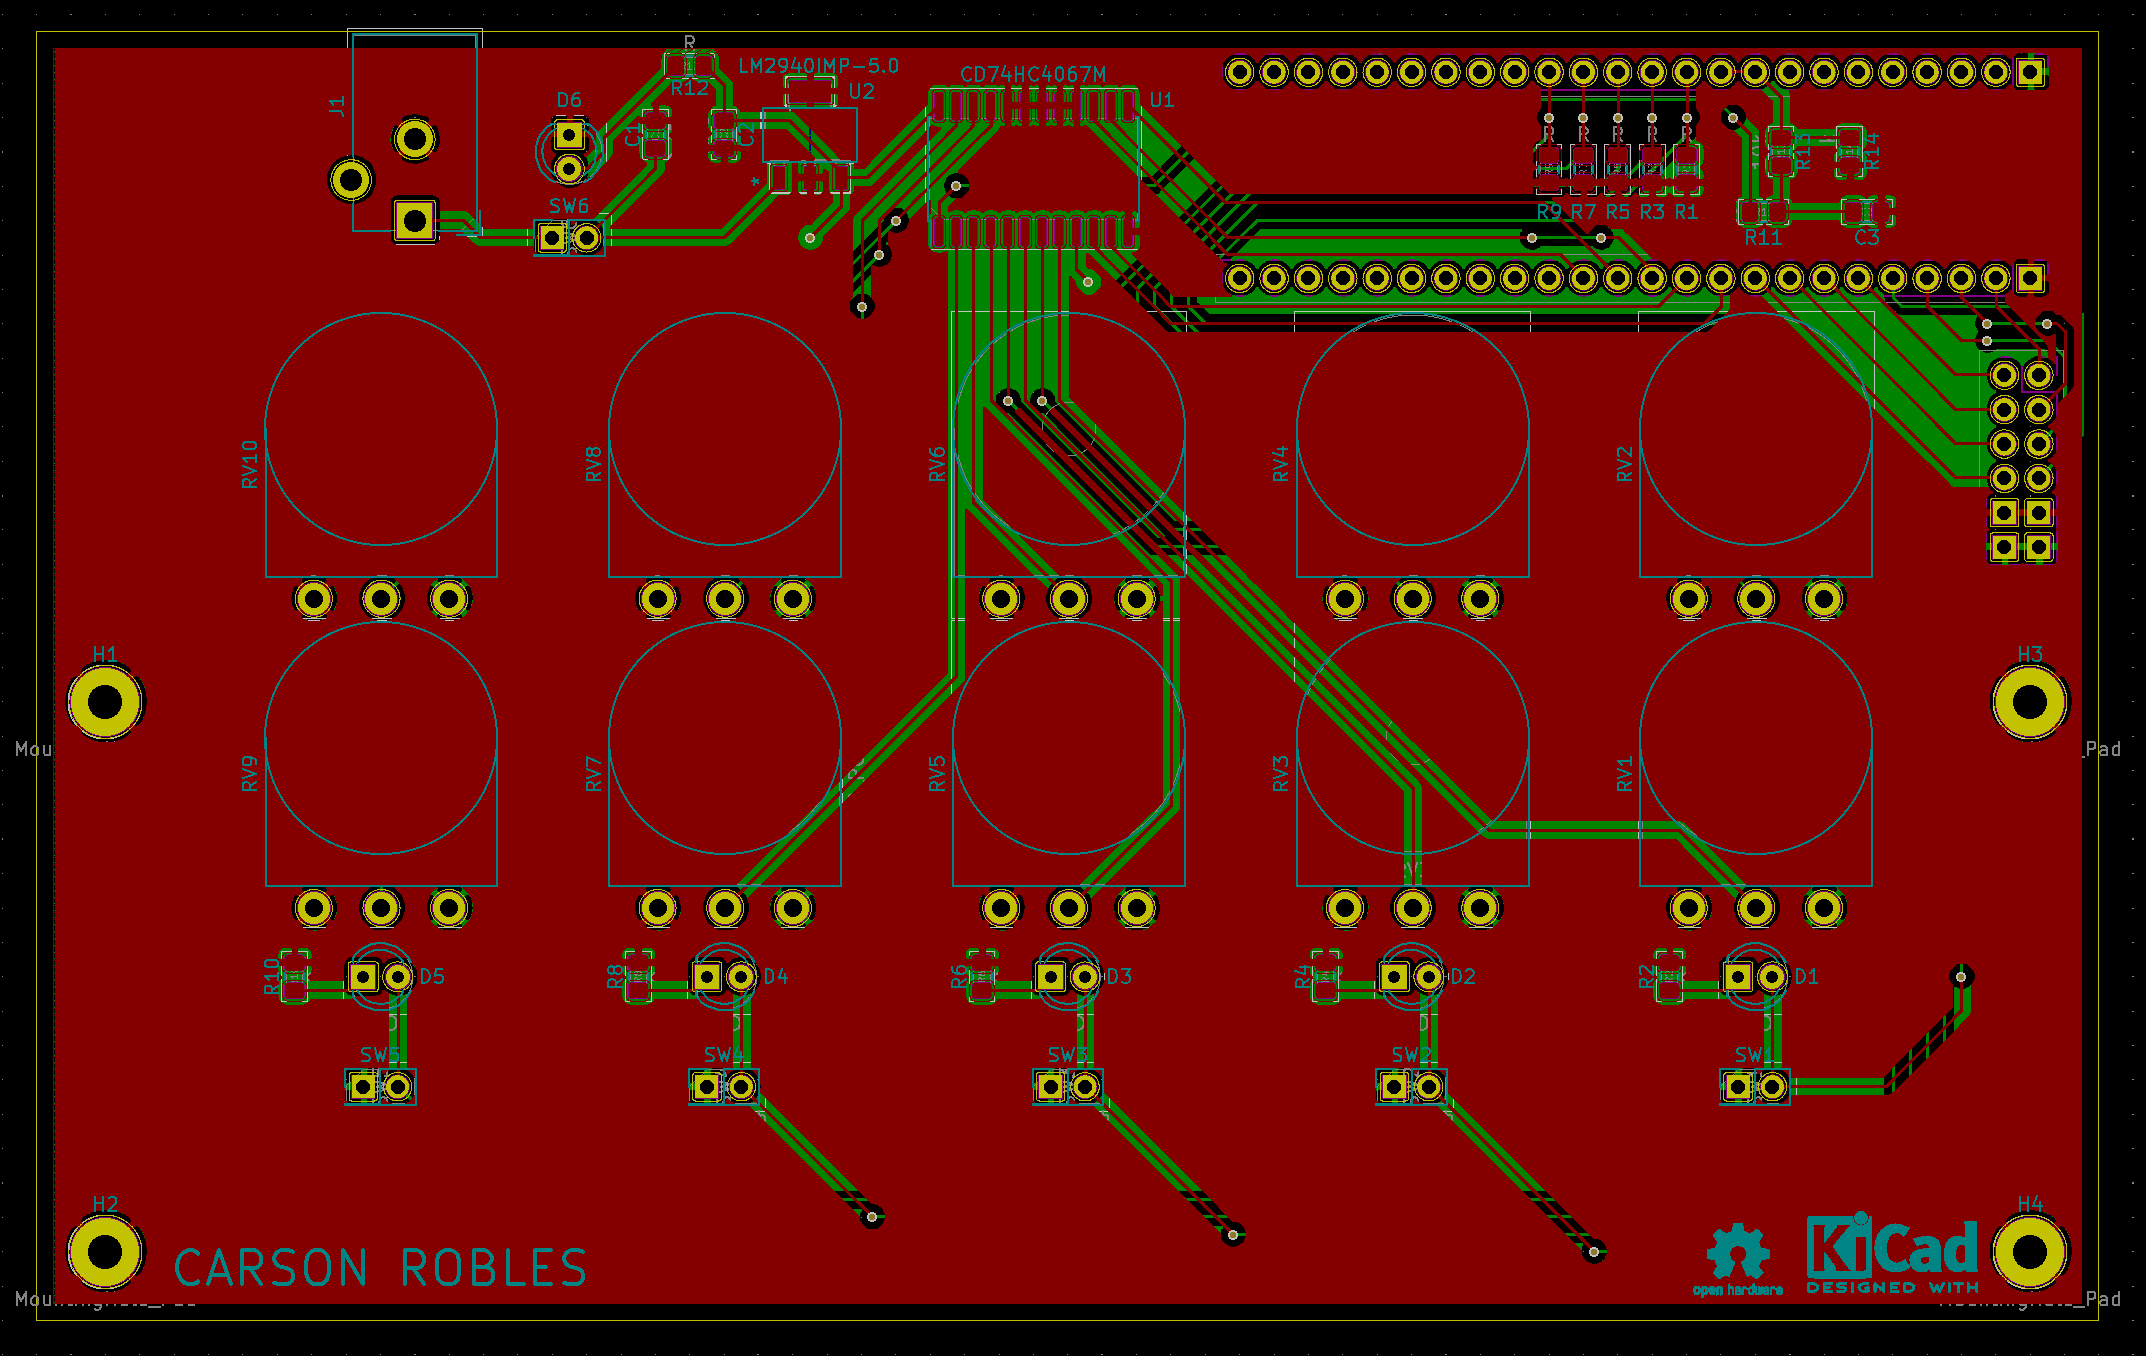 R
LM2940IMP-5.0
R12
U2
CD74HC4067M
U1
J1
D6
C1
C2
*
SW6
R13
R14
R9 R7 R5 R3 R1
R11
C3
RV10
RV8
RV6
RV4
RV2
H1
H3
Mou
_Pad
RV9
RV7
RV5
RV3
RV1
R10
D5
R8
D4
R6
D3
R4
D2
R2
D1
SW5
SW4
SW3
SW2
SW1
H2
H4
CARSON ROBLES
open hardware
KiCad
DESIGNED WITH
_Pad